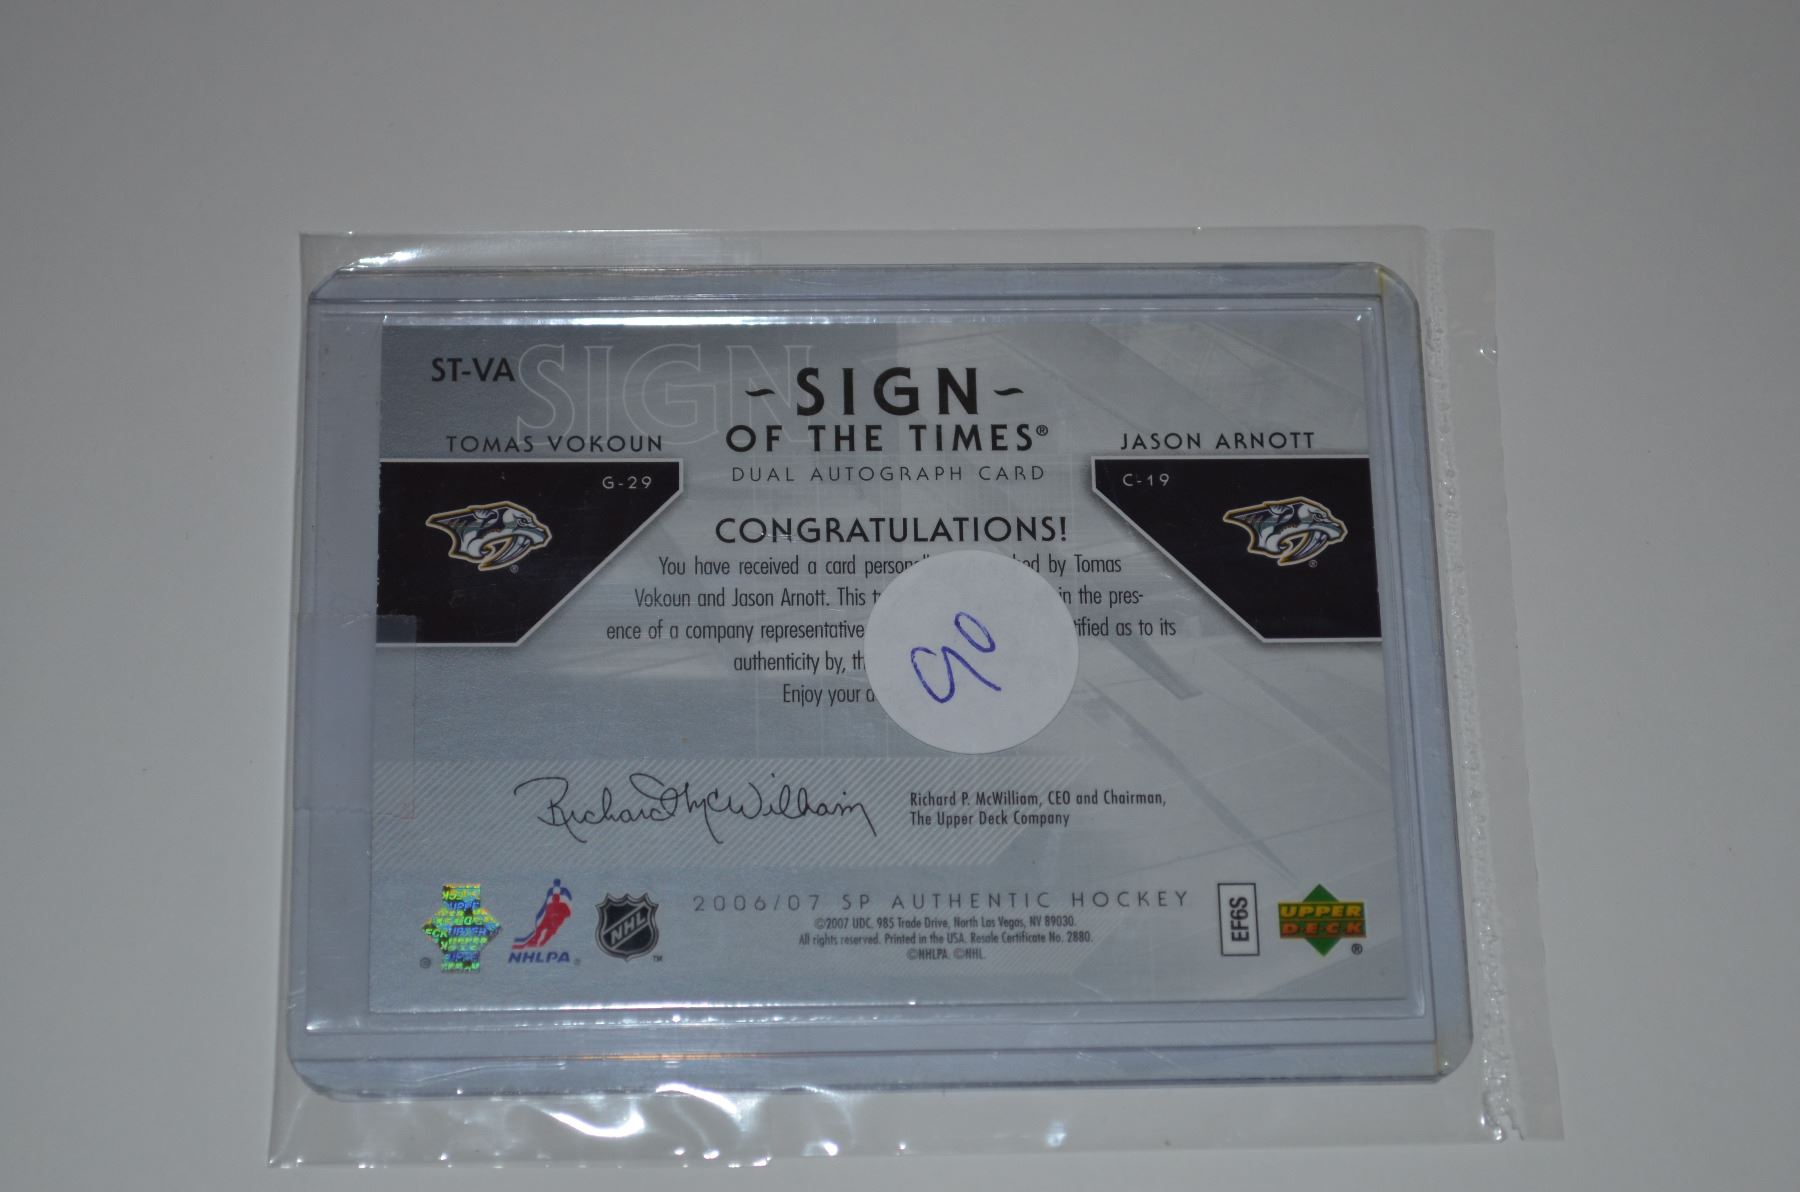 ST-VA
SIGN
~SIGN~
OF THE TIMES®
DUAL AUTOGRAPH CARD
TOMAS VOKOUN
G-29
JASON ARNOTT
C-19
CONGRATULATIONS!
You have received a card by Tomas
Vokoun and Jason Arnott. This in the pres-
ence of a company representative as to its
authenticity by,
Enjoy your
90
Richard McWilliam
Richard P. McWilliam, CEO and Chairman,
The Upper Deck Company
NHLPA
NHL
2006/07 SP AUTHENTIC HOCKEY
©2007 UDC. 985 Trade Drive, North Las Vegas, NV 89030.
All rights reserved. Printed in the USA. Resale Certificate No. 2880.
©NHLPA. ©NHL.
EF6S
UPPER
DECK